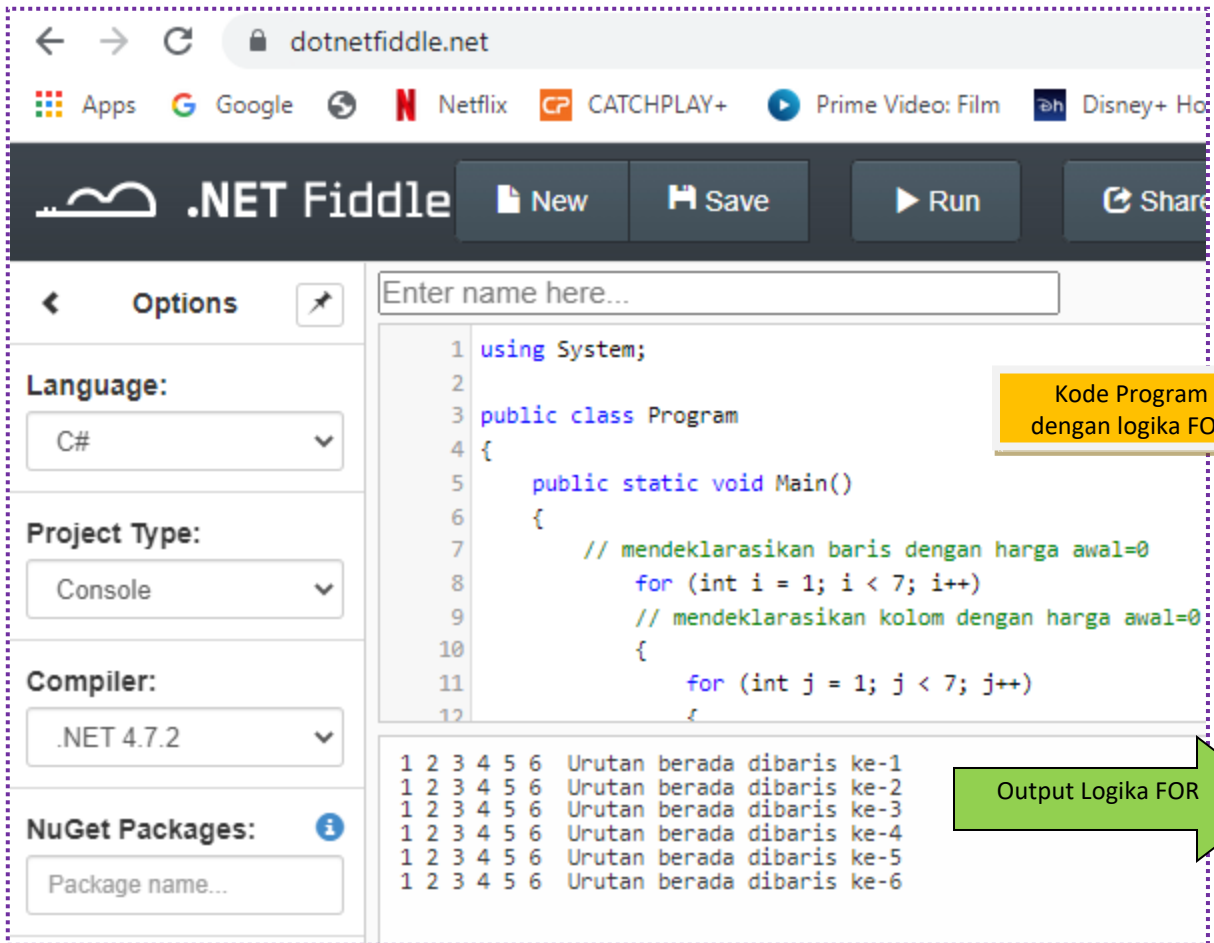 dotnetfiddle.net
Apps Google Netflix CATCHPLAY+ Prime Video: Film Disney+ Ho
.NET Fiddle New Save Run Share
Options
Enter name here...
Language:
C#
Project Type:
Console
Compiler:
.NET 4.7.2
NuGet Packages:
Package name...
1 using System;
2
3 public class Program
4 {
5 public static void Main()
6 {
7 // mendeklarasikan baris dengan harga awal=0
8 for (int i = 1; i < 7; i++)
9 // mendeklarasikan kolom dengan harga awal=0
10 {
11 for (int j = 1; j < 7; j++)
12 {
Kode Program
dengan logika FO
1 2 3 4 5 6 Urutan berada dibaris ke-1
1 2 3 4 5 6 Urutan berada dibaris ke-2
1 2 3 4 5 6 Urutan berada dibaris ke-3
1 2 3 4 5 6 Urutan berada dibaris ke-4
1 2 3 4 5 6 Urutan berada dibaris ke-5
1 2 3 4 5 6 Urutan berada dibaris ke-6
Output Logika FOR